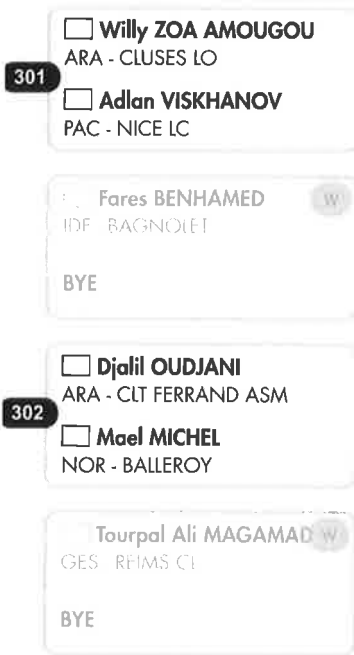 Willy ZOA AMOUGOU
ARA - CLUSES LO
301
Adlan VISKHANOV
PAC - NICE LC
Fares BENHAMED W
IDF BAGNOLET
BYE
Djalil OUDJANI
ARA - CLT FERRAND ASM
302
Mael MICHEL
NOR - BALLEROY
Tourpal Ali MAGAMAD W
GES REIMS CL
BYE